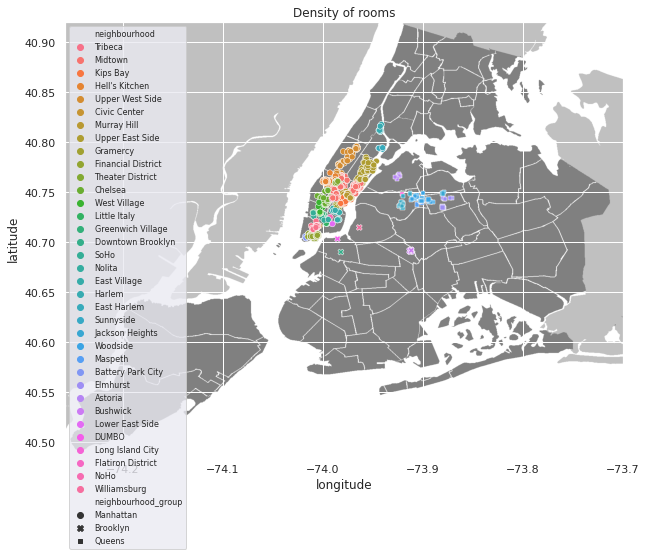 Density of rooms
neighbourhood
Tribeca
Midtown
Kips Bay
Hell's Kitchen
Upper West Side
Civic Center
Murray Hill
Upper East Side
Gramercy
Financial District
Theater District
Chelsea
West Village
Little Italy
Greenwich Village
Downtown Brooklyn
SoHo
Nolita
East Village
Harlem
East Harlem
Sunnyside
Jackson Heights
Woodside
Maspeth
Battery Park City
Elmhurst
Astoria
Bushwick
Lower East Side
DUMBO
Long Island City
Flatiron District
NoHo
Williamsburg
neighbourhood_group
Manhattan
Brooklyn
Queens
latitude
40.90
40.85
40.80
40.75
40.70
40.65
40.60
40.55
40.50
−74.2
−74.1
−74.0
−73.9
−73.8
−73.7
longitude